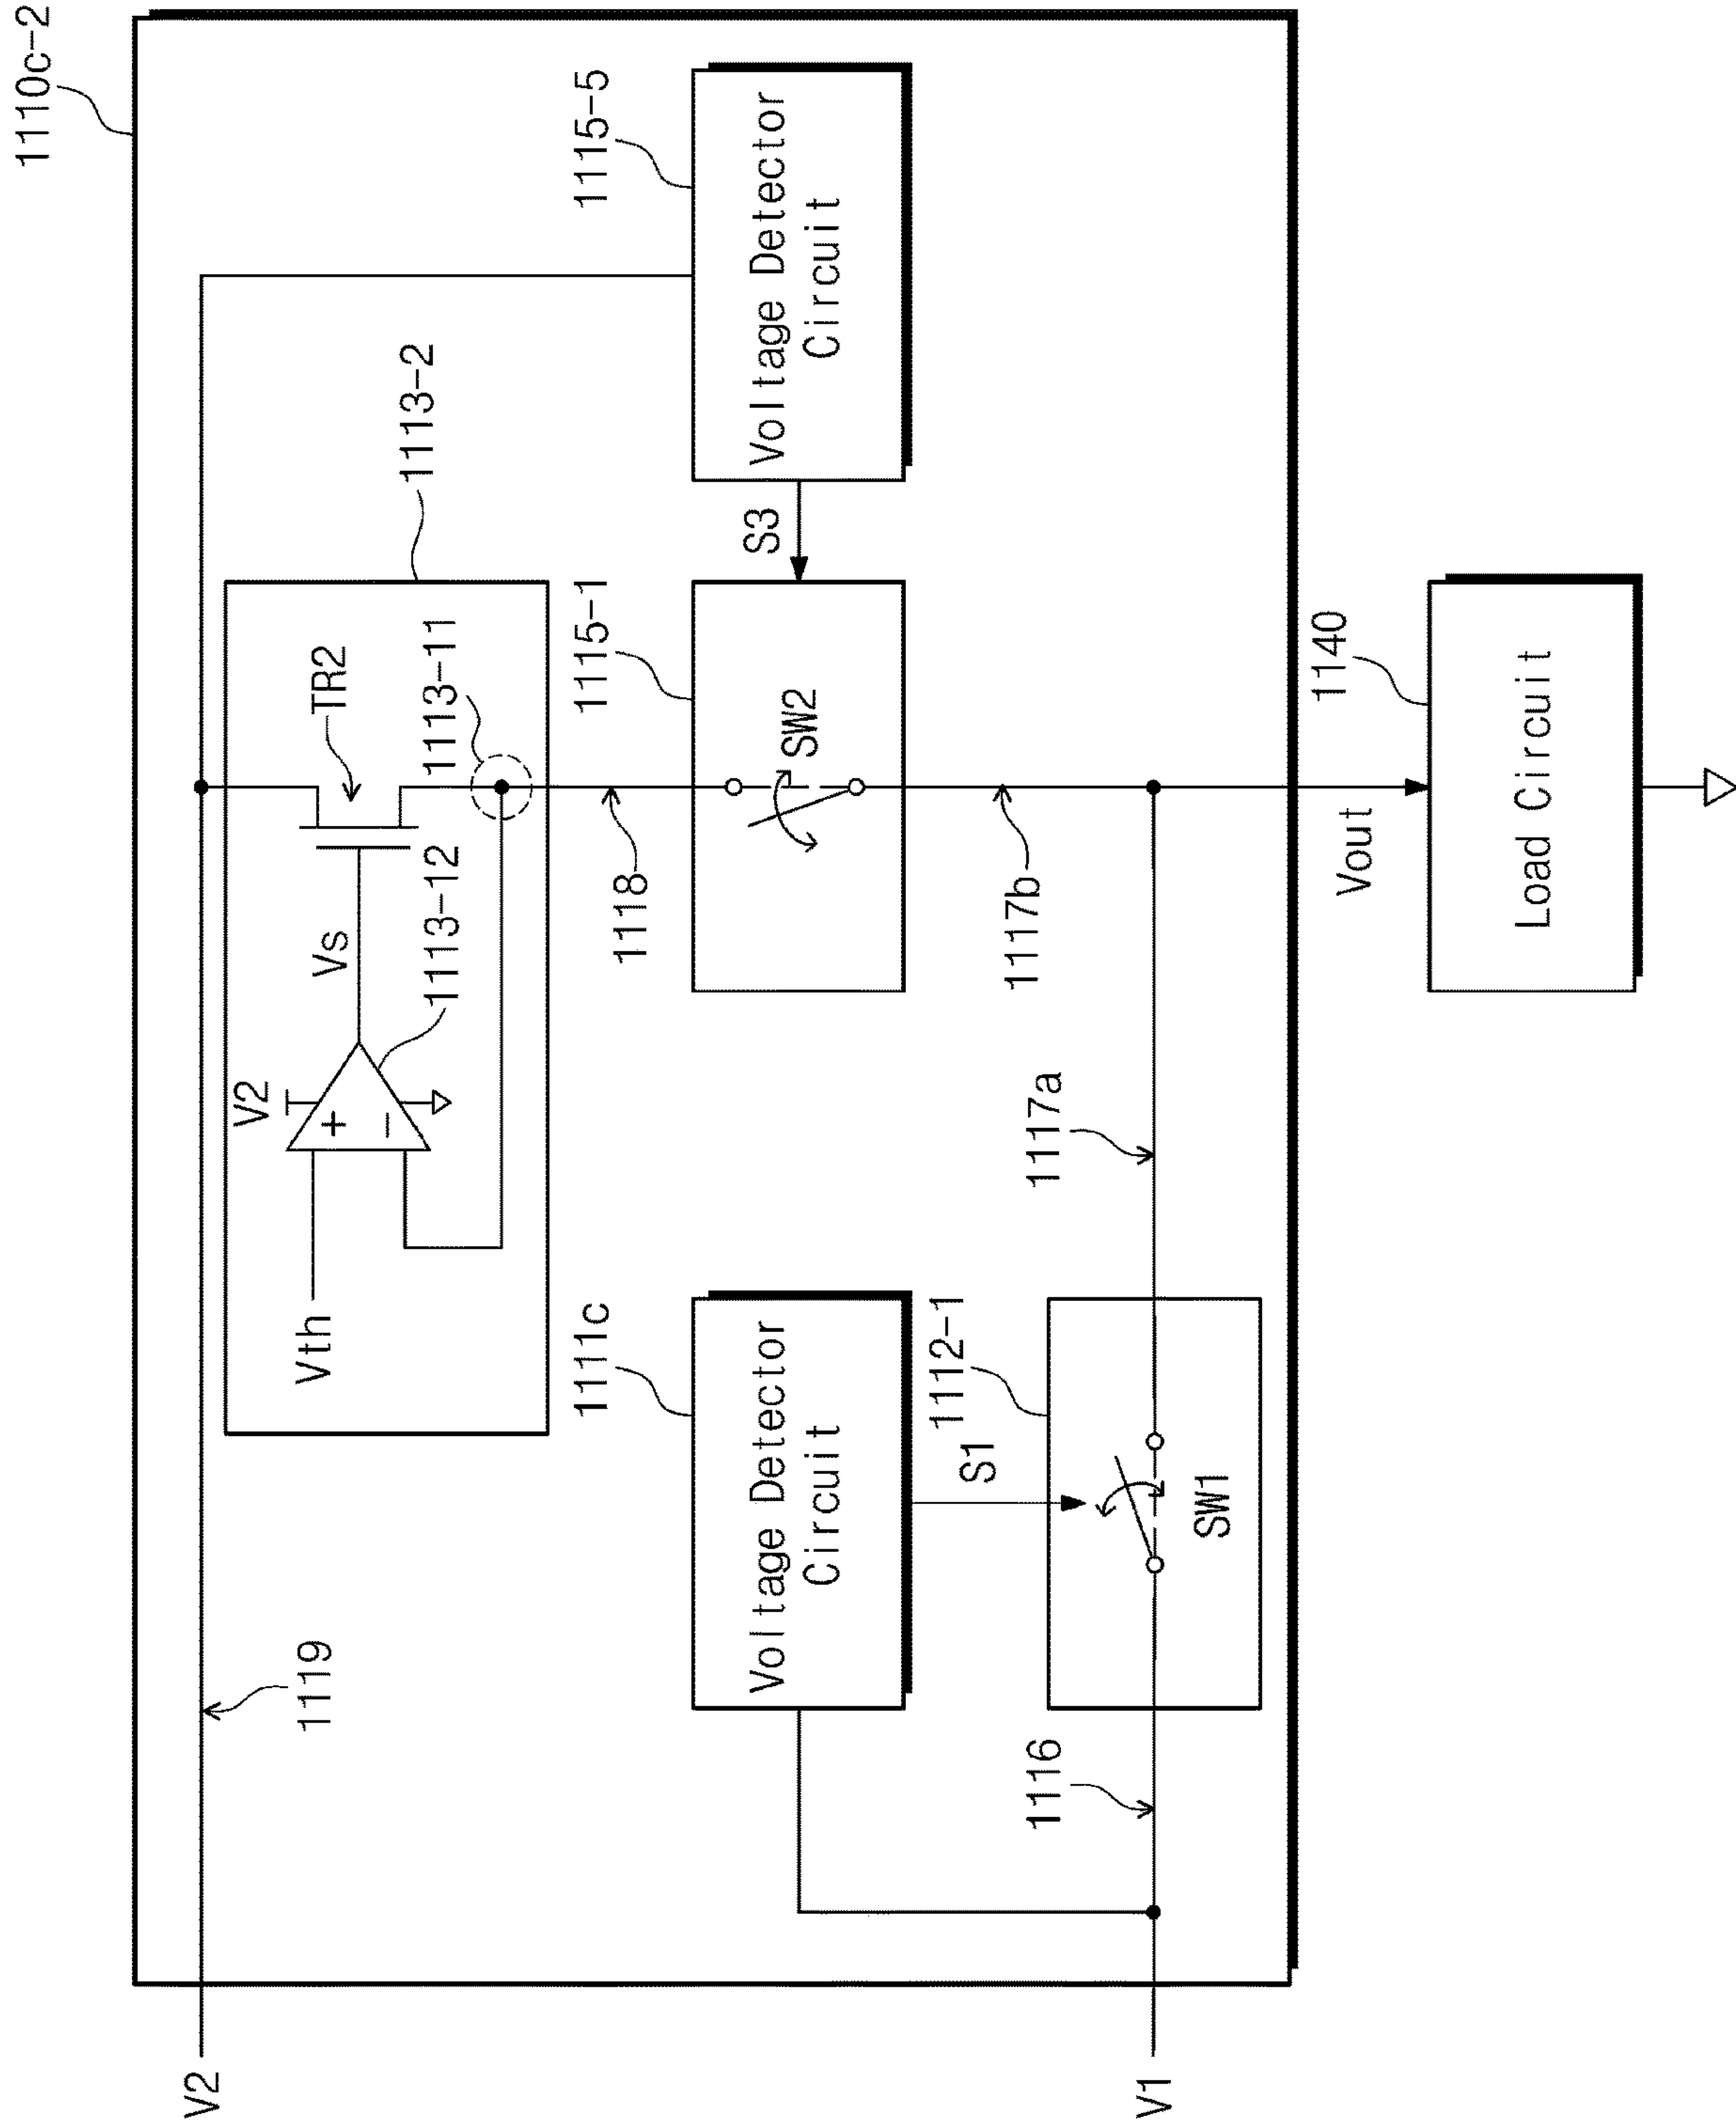 1110c-2
V2
1119
1113-2
Vth
V2
+
-
Vs
1113-12
TR2
1113-11
1118
1111c
Voltage Detector
Circuit
S1
1112-1
SW1
1116
V1
1117a
1115-1
SW2
1117b
S3
1115-5
Voltage Detector
Circuit
Vout
1140
Load Circuit